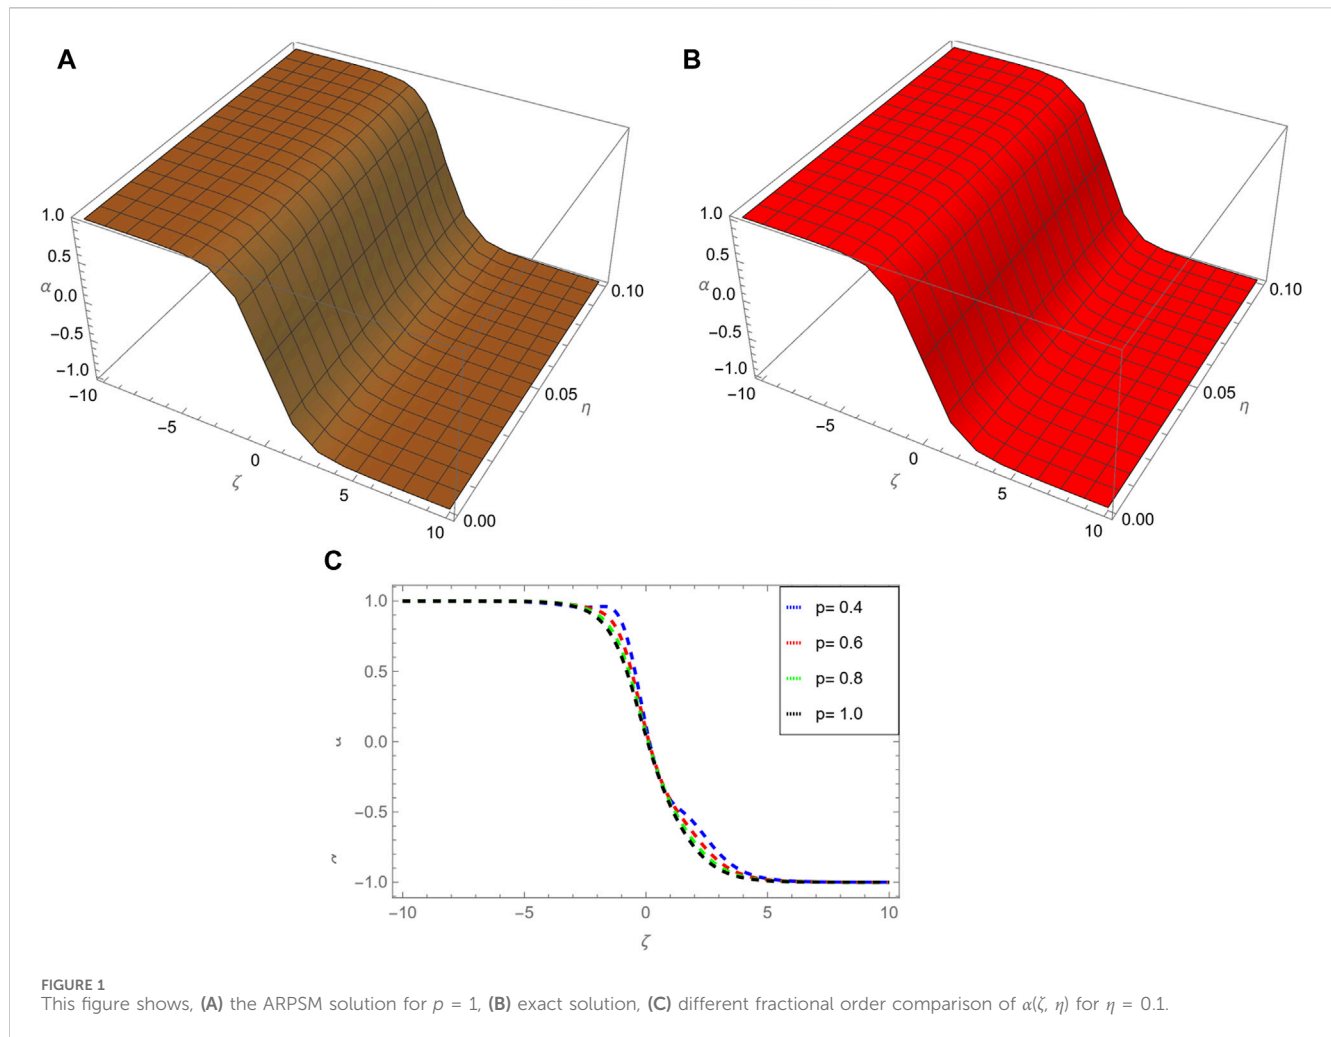 A
1.0
0.5
α 0.0
−0.5
−1.0
−10
−5
0
ζ
5
10
0.00
0.05
η
0.10
B
1.0
0.5
α 0.0
−0.5
−1.0
−10
−5
0
ζ
5
10
0.00
0.05
η
0.10
C
1.0
0.5
0.0
−0.5
−1.0
−10 −5 0 5 10
ζ
p= 0.4
p= 0.6
p= 0.8
p= 1.0
FIGURE 1
This figure shows, (A) the ARPSM solution for p = 1, (B) exact solution, (C) different fractional order comparison of α(ζ, η) for η = 0.1.